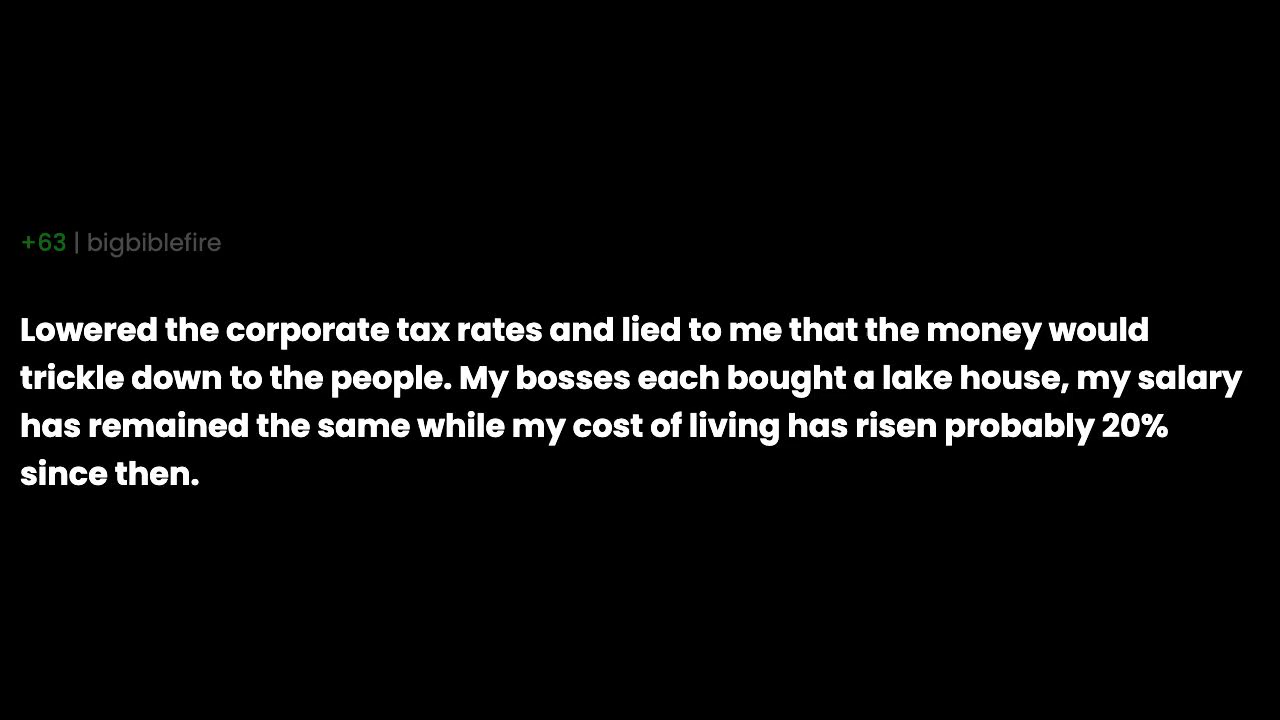 +63 | bigbiblefire
Lowered the corporate tax rates and lied to me that the money would
trickle down to the people. My bosses each bought a lake house, my salary
has remained the same while my cost of living has risen probably 20%
since then.